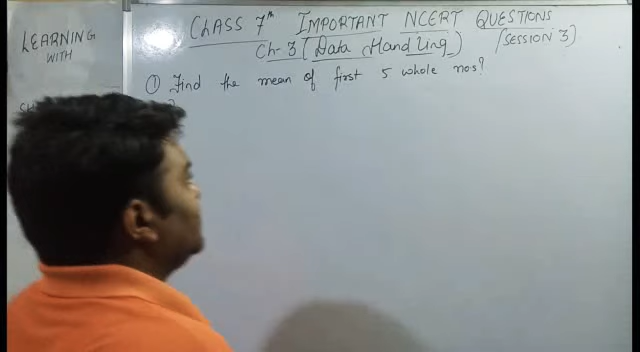 LEARNING
WITH
CLASS 7th IMPORTANT NCERT QUESTIONS
Ch-3 (Data Handling) (SESSION 3)
① Find the mean of first 5 whole nos?